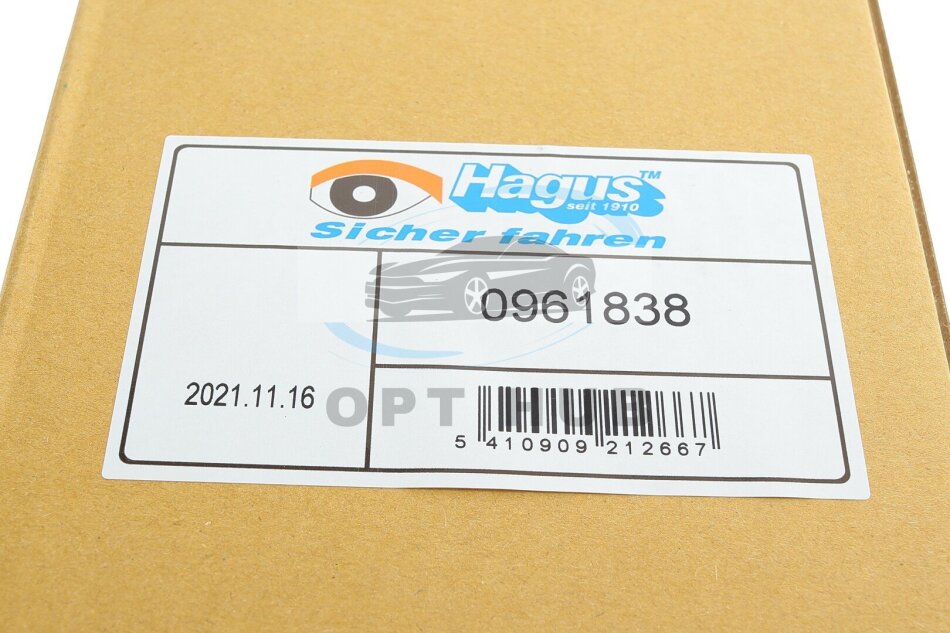 Hagus™
seit 1910
Sicher fahren
0961838
2021.11.16
OPT HUB
5 410909 212667